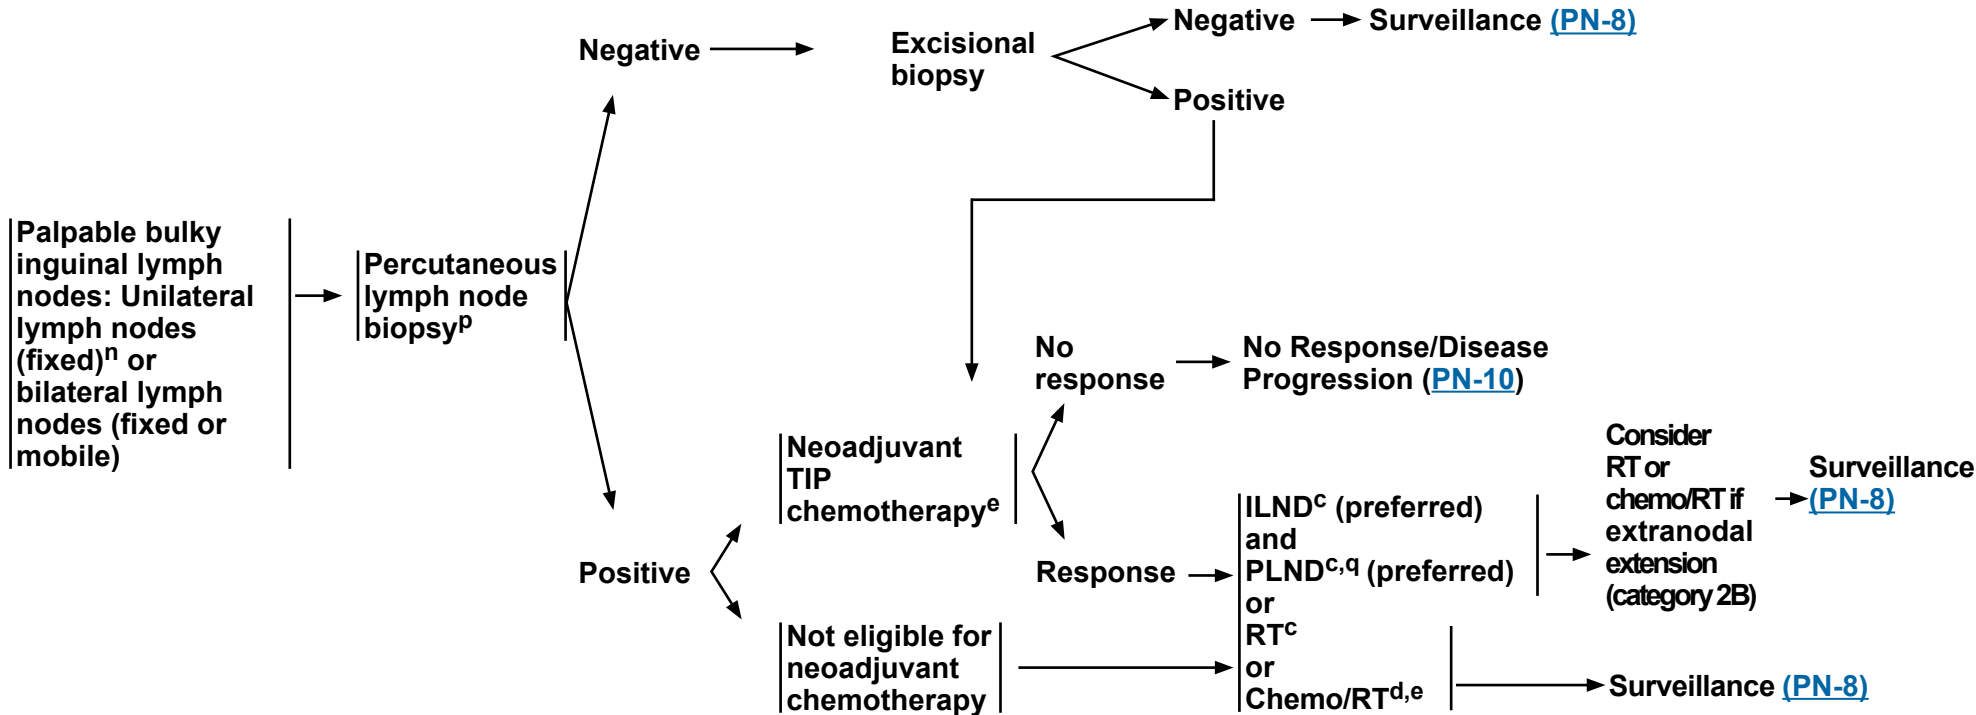 Palpable bulky
inguinal lymph
nodes: Unilateral
lymph nodes
(fixed)ⁿ or
bilateral lymph
nodes (fixed or
mobile)
Percutaneous
lymph node
biopsyᵖ
Negative
Excisional
biopsy
Negative
Surveillance (PN-8)
Positive
Positive
Neoadjuvant
TIP
chemotherapyᵉ
No
response
No Response/Disease
Progression (PN-10)
Response
Not eligible for
neoadjuvant
chemotherapy
ILNDᶜ (preferred)
and
PLNDᶜ,q (preferred)
or
RTᶜ
or
Chemo/RTᵈ,ᵉ
Consider
RT or
chemo/RT if
extranodal
extension
(category 2B)
Surveillance
(PN-8)
Surveillance (PN-8)